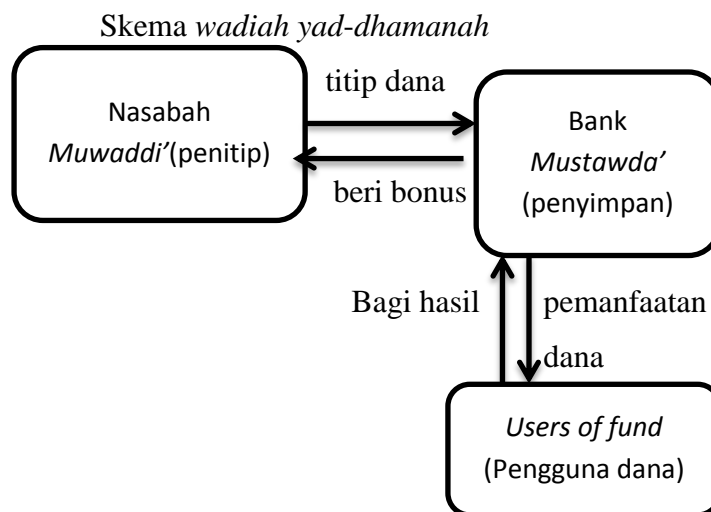 Skema wadiah yad-dhamanah
titip dana
Nasabah
Muwaddi’(penitip)
beri bonus
Bank
Mustawda’
(penyimpan)
Bagi hasil
pemanfaatan
dana
Users of fund
(Pengguna dana)